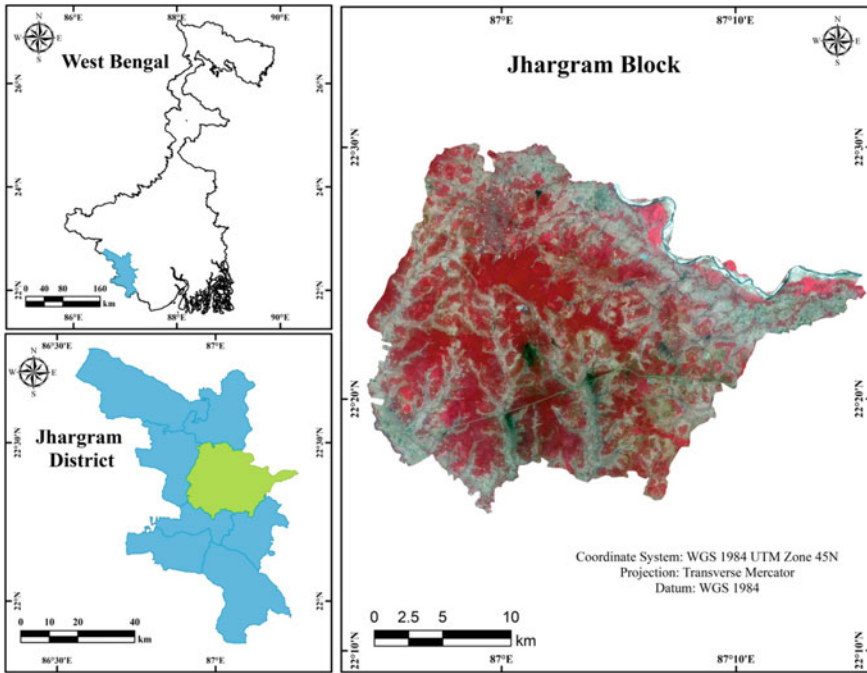 86°E 88°E 90°E
N
W E
S
West Bengal
26°N 26°N
24°N 24°N
22°N 22°N
0 40 80 160
km
86°E 88°E 90°E
86°30'E 87°E
N
W E
S
22°30'N 22°30'N
Jhargram
District
22°N 22°N
0 10 20 40
km
86°30'E 87°E
87°E 87°10'E
N
W E
S
Jhargram Block
22°30'N 22°30'N
22°20'N 22°20'N
Coordinate System: WGS 1984 UTM Zone 45N
Projection: Transverse Mercator
Datum: WGS 1984
0 2.5 5 10
km
22°10'N 22°10'N
87°E 87°10'E